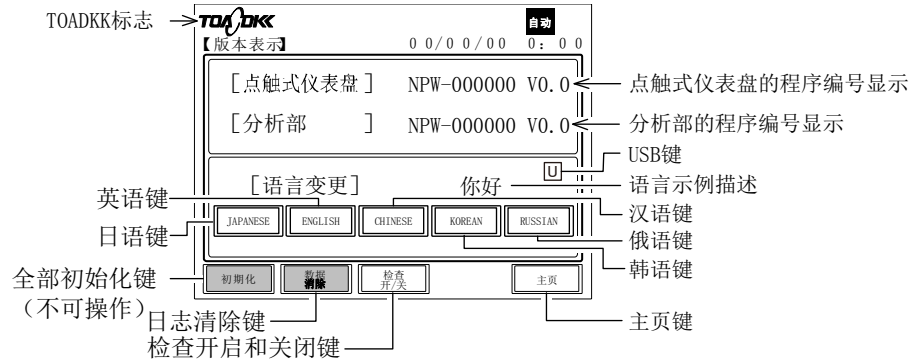 TOADKK标志
TOADKK
自动
【版本表示】
00/00/00 0:00
[点触式仪表盘] NPW-000000 V0.0
点触式仪表盘的程序编号显示
[分析部 ] NPW-000000 V0.0
分析部的程序编号显示
USB键
U
[语言变更] 你好
语言示例描述
英语键
汉语键
JAPANESE ENGLISH CHINESE KOREAN RUSSIAN
日语键
俄语键
韩语键
全部初始化键
(不可操作)
初期化
数据
清除
检查
开/关
主页
日志清除键
主页键
检查开启和关闭键